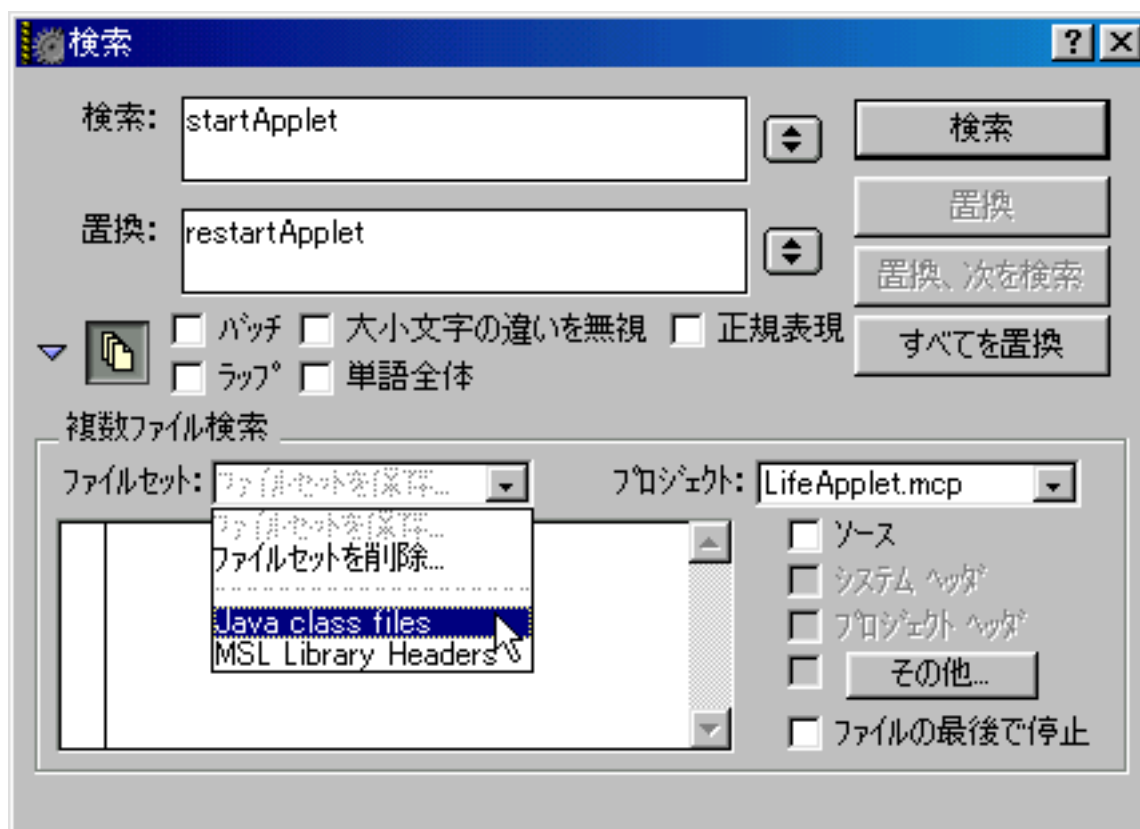 検索
検索: startApplet
検索
置換
置換: restartApplet
置換、次を検索
バッチ 大小文字の違いを無視 正規表現
すべてを置換
ラップ 単語全体
複数ファイル検索
ファイルセット: ファイルセットを保存... プロジェクト: LifeApplet.mcp
ファイルセットを保存...
ファイルセットを削除...
Java class files
MSL Library Headers
ソース
システム ヘッダ
プロジェクト ヘッダ
その他...
ファイルの最後で停止